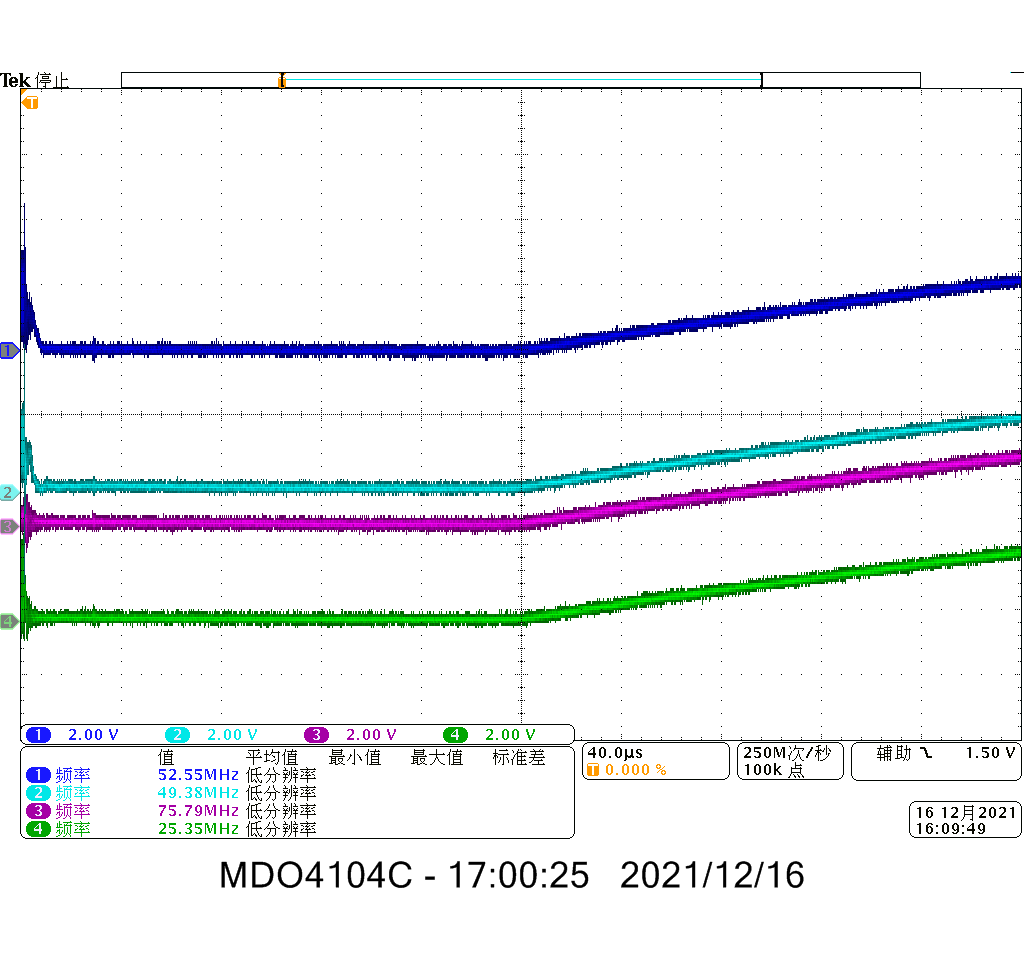 Tek 停止
T
1
2
3
4
1 2.00 V 2 2.00 V 3 2.00 V 4 2.00 V
值 平均值 最小值 最大值 标准差
1 频率 52.55MHz 低分辨率
2 频率 49.38MHz 低分辨率
3 频率 75.79MHz 低分辨率
4 频率 25.35MHz 低分辨率
40.0µs
T 0.000 %
250M次/秒
100k 点
辅助 1.50 V
16 12月2021
16:09:49
MDO4104C - 17:00:25 2021/12/16